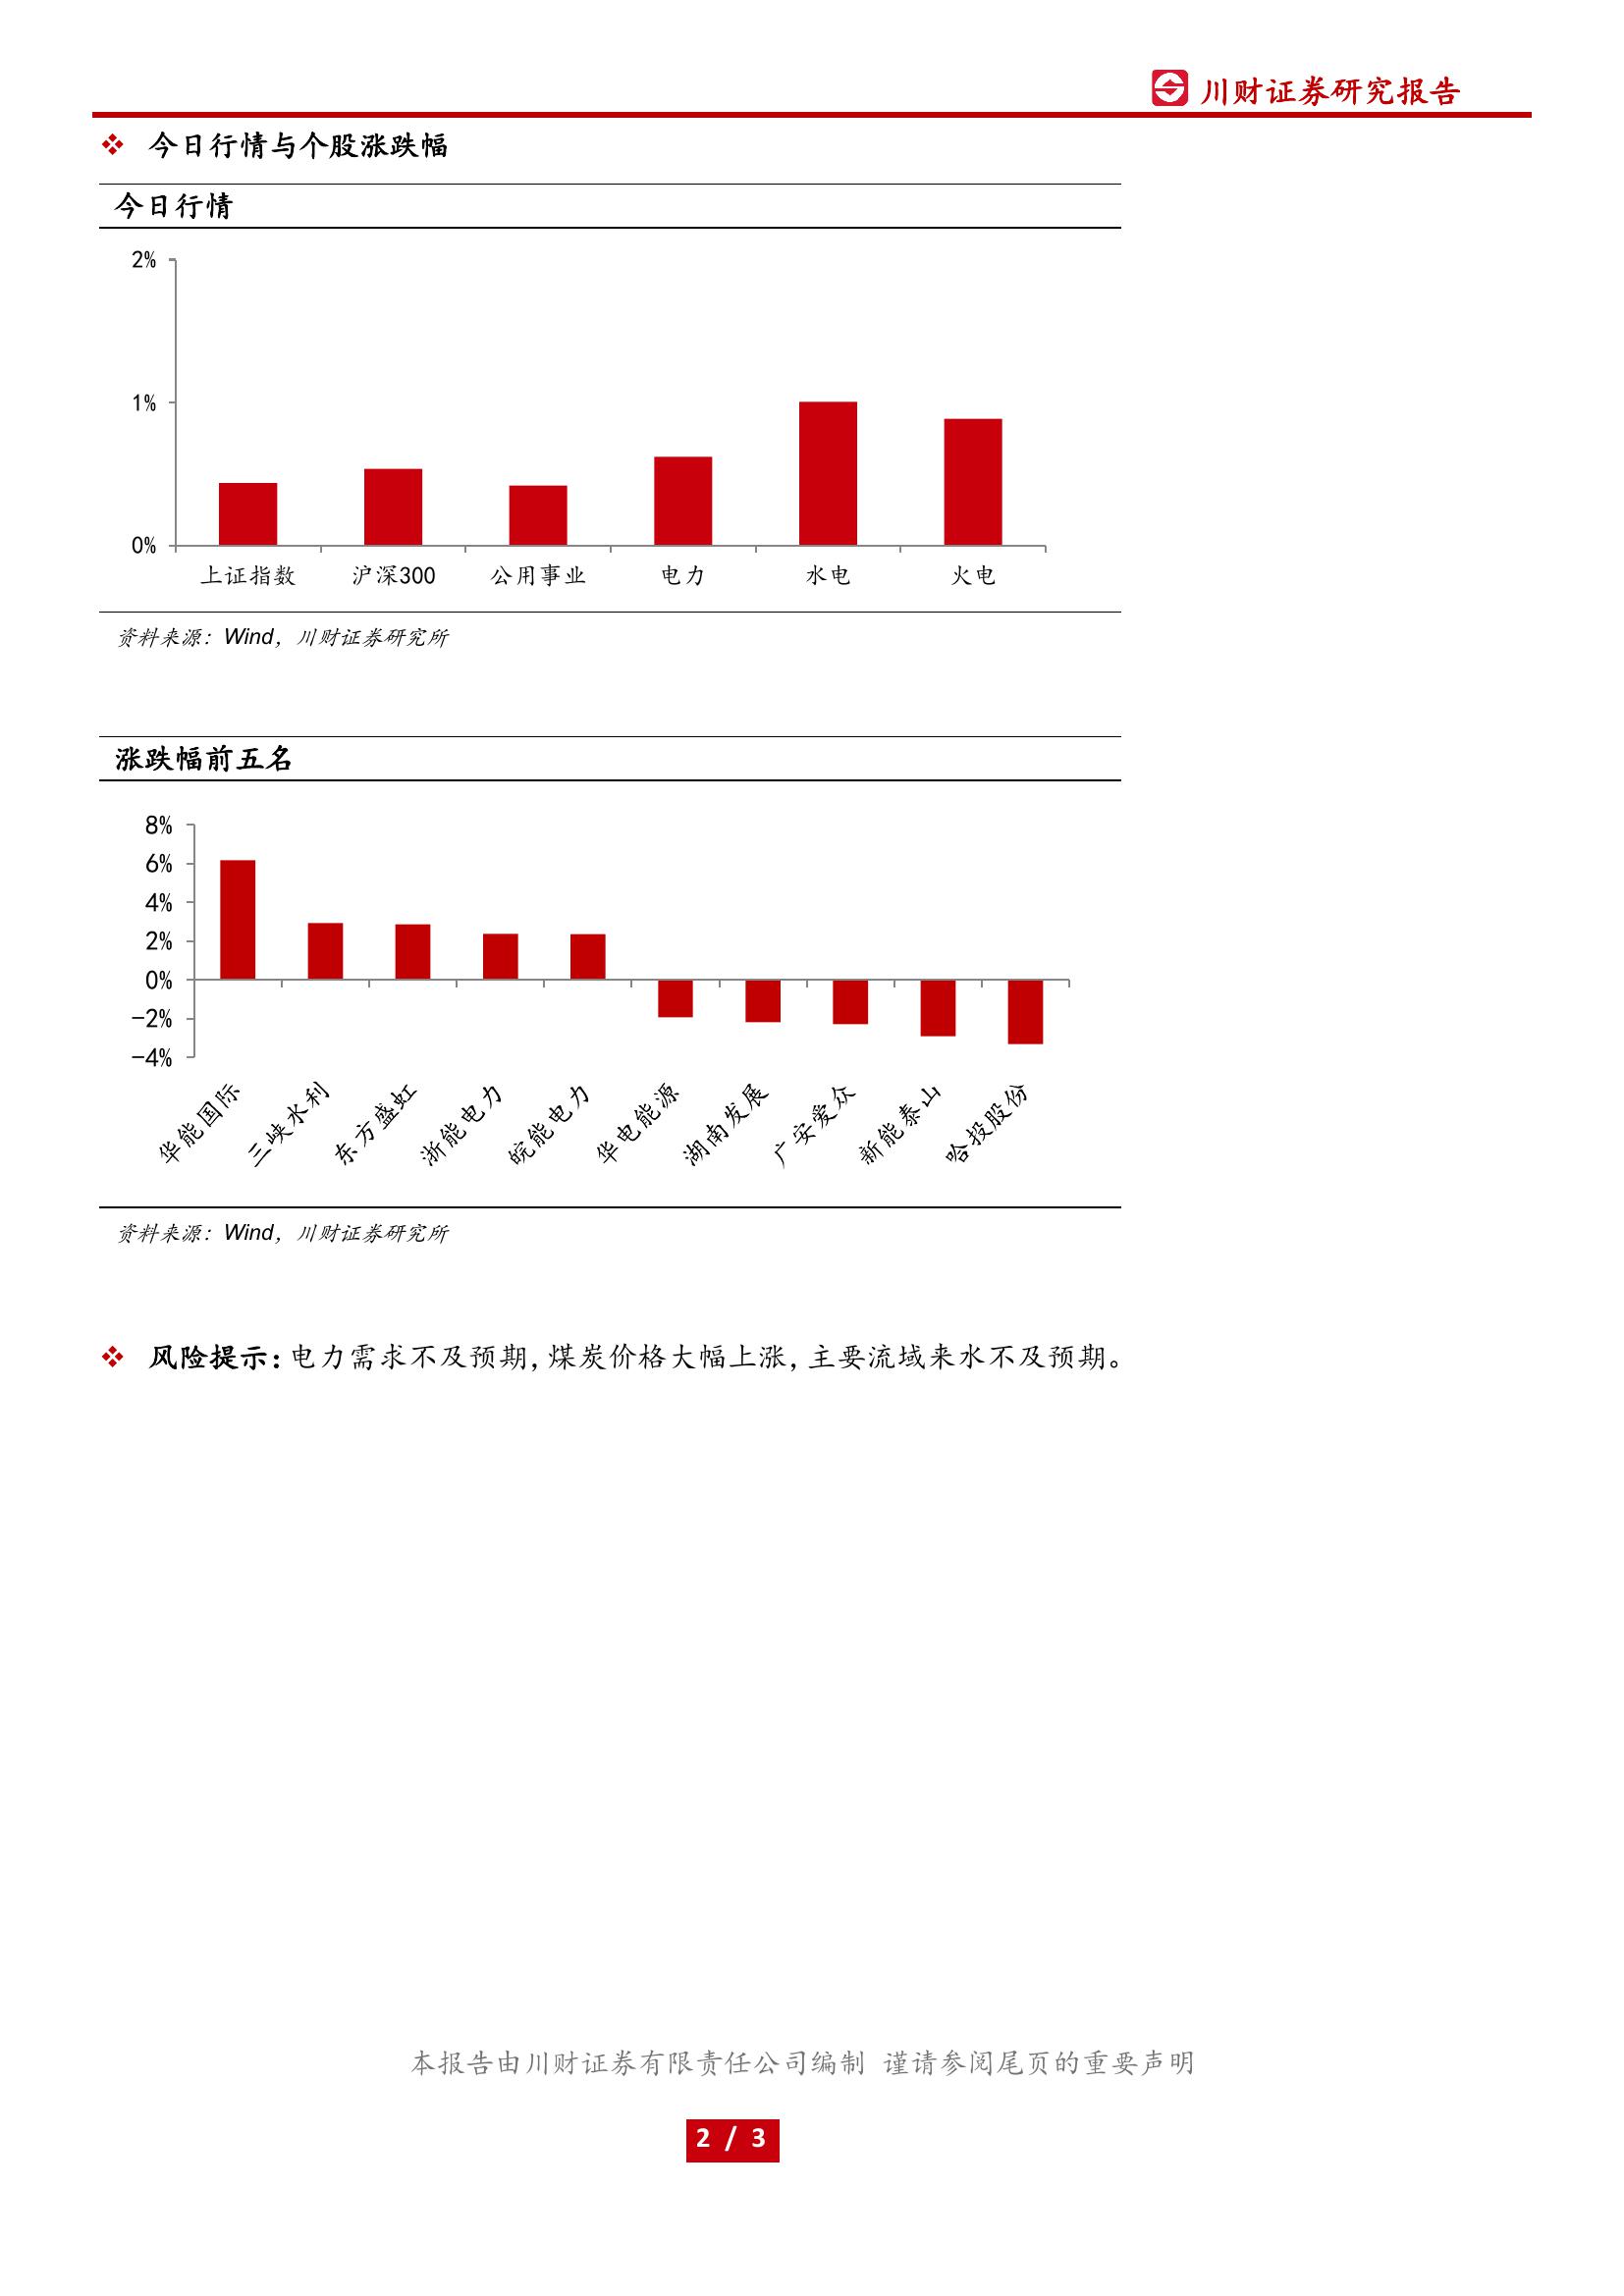 川财证券研究报告
今日行情与个股涨跌幅
今日行情
2%
1%
0%
上证指数 沪深300 公用事业 电力 水电 火电
资料来源：Wind，川财证券研究所
涨跌幅前五名
8%
6%
4%
2%
0%
-2%
-4%
华能国际 三峡水利 东方盛虹 浙能电力 皖能电力 华电能源 湖南发展 广安爱众 新能泰山 哈投股份
资料来源：Wind，川财证券研究所
风险提示：电力需求不及预期，煤炭价格大幅上涨，主要流域来水不及预期。
本报告由川财证券有限责任公司编制 谨请参阅尾页的重要声明
2 / 3